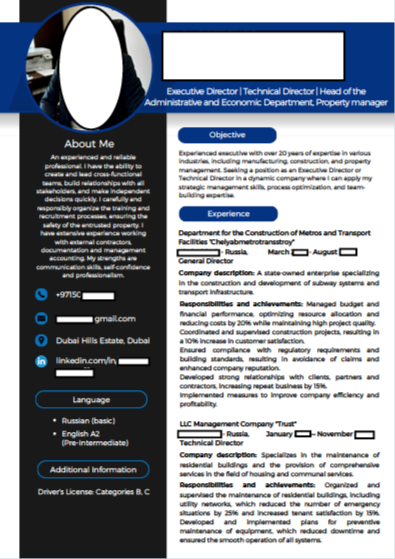 Executive Director | Technical Director | Head of the
Administrative and Economic Department, Property manager
About Me
An experienced and reliable
professional. I have the ability to
create and lead cross-functional
teams, build relationships with all
stakeholders, and make independent
decisions quickly. I carefully and
responsibly organize the training and
recruitment processes, ensuring the
safety of the entrusted property. I
have extensive experience working
with external contractors,
documentation and management
accounting. My strengths are
communication skills, self-confidence
and professionalism.
+9715C
gmail.com
Dubai Hills Estate, Dubai
linkedin.com/in,
Language
• Russian (basic)
• English A2
(Pre-Intermediate)
Additional Information
Driver's License: Categories B, C
Objective
Experienced executive with over 20 years of expertise in various
industries, including manufacturing, construction, and property
management. Seeking a position as an Executive Director or
Technical Director in a dynamic company where I can apply my
strategic management skills, process optimization, and team-
building expertise.
Experience
Department for the Construction of Metros and Transport
Facilities "Chelyabmetrotransstroy"
- Russia, March - August
General Director
Company description: A state-owned enterprise specializing
in the construction and development of subway systems and
transport infrastructure.
Responsibilities and achievements: Managed budget and
financial performance, optimizing resource allocation and
reducing costs by 20% while maintaining high project quality.
Coordinated and supervised construction projects, resulting in
a 10% increase in customer satisfaction.
Ensured compliance with regulatory requirements and
building standards, resulting in avoidance of claims and
enhanced company reputation.
Developed strong relationships with clients, partners and
contractors, increasing repeat business by 15%.
Implemented measures to improve company efficiency and
profitability.
LLC Management Company "Trust"
- Russia, January – November
Technical Director
Company description: Specializes in the maintenance of
residential buildings and the provision of comprehensive
services in the field of housing and communal services.
Responsibilities and achievements: Organized and
supervised the maintenance of residential buildings, including
utility networks, which reduced the number of emergency
situations by 25% and increased tenant satisfaction by 15%.
Developed and implemented plans for preventive
maintenance of equipment, which reduced downtime and
ensured the smooth operation of all systems.